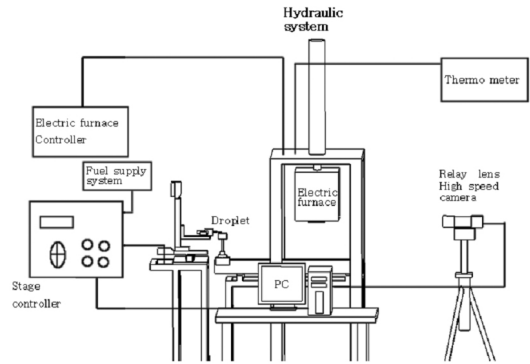 Hydraulic
system
Thermo meter
Electric furnace
Controller
Fuel supply
system
Relay lens
High speed
camera
Electric
furnace
Droplet
PC
Stage
controller